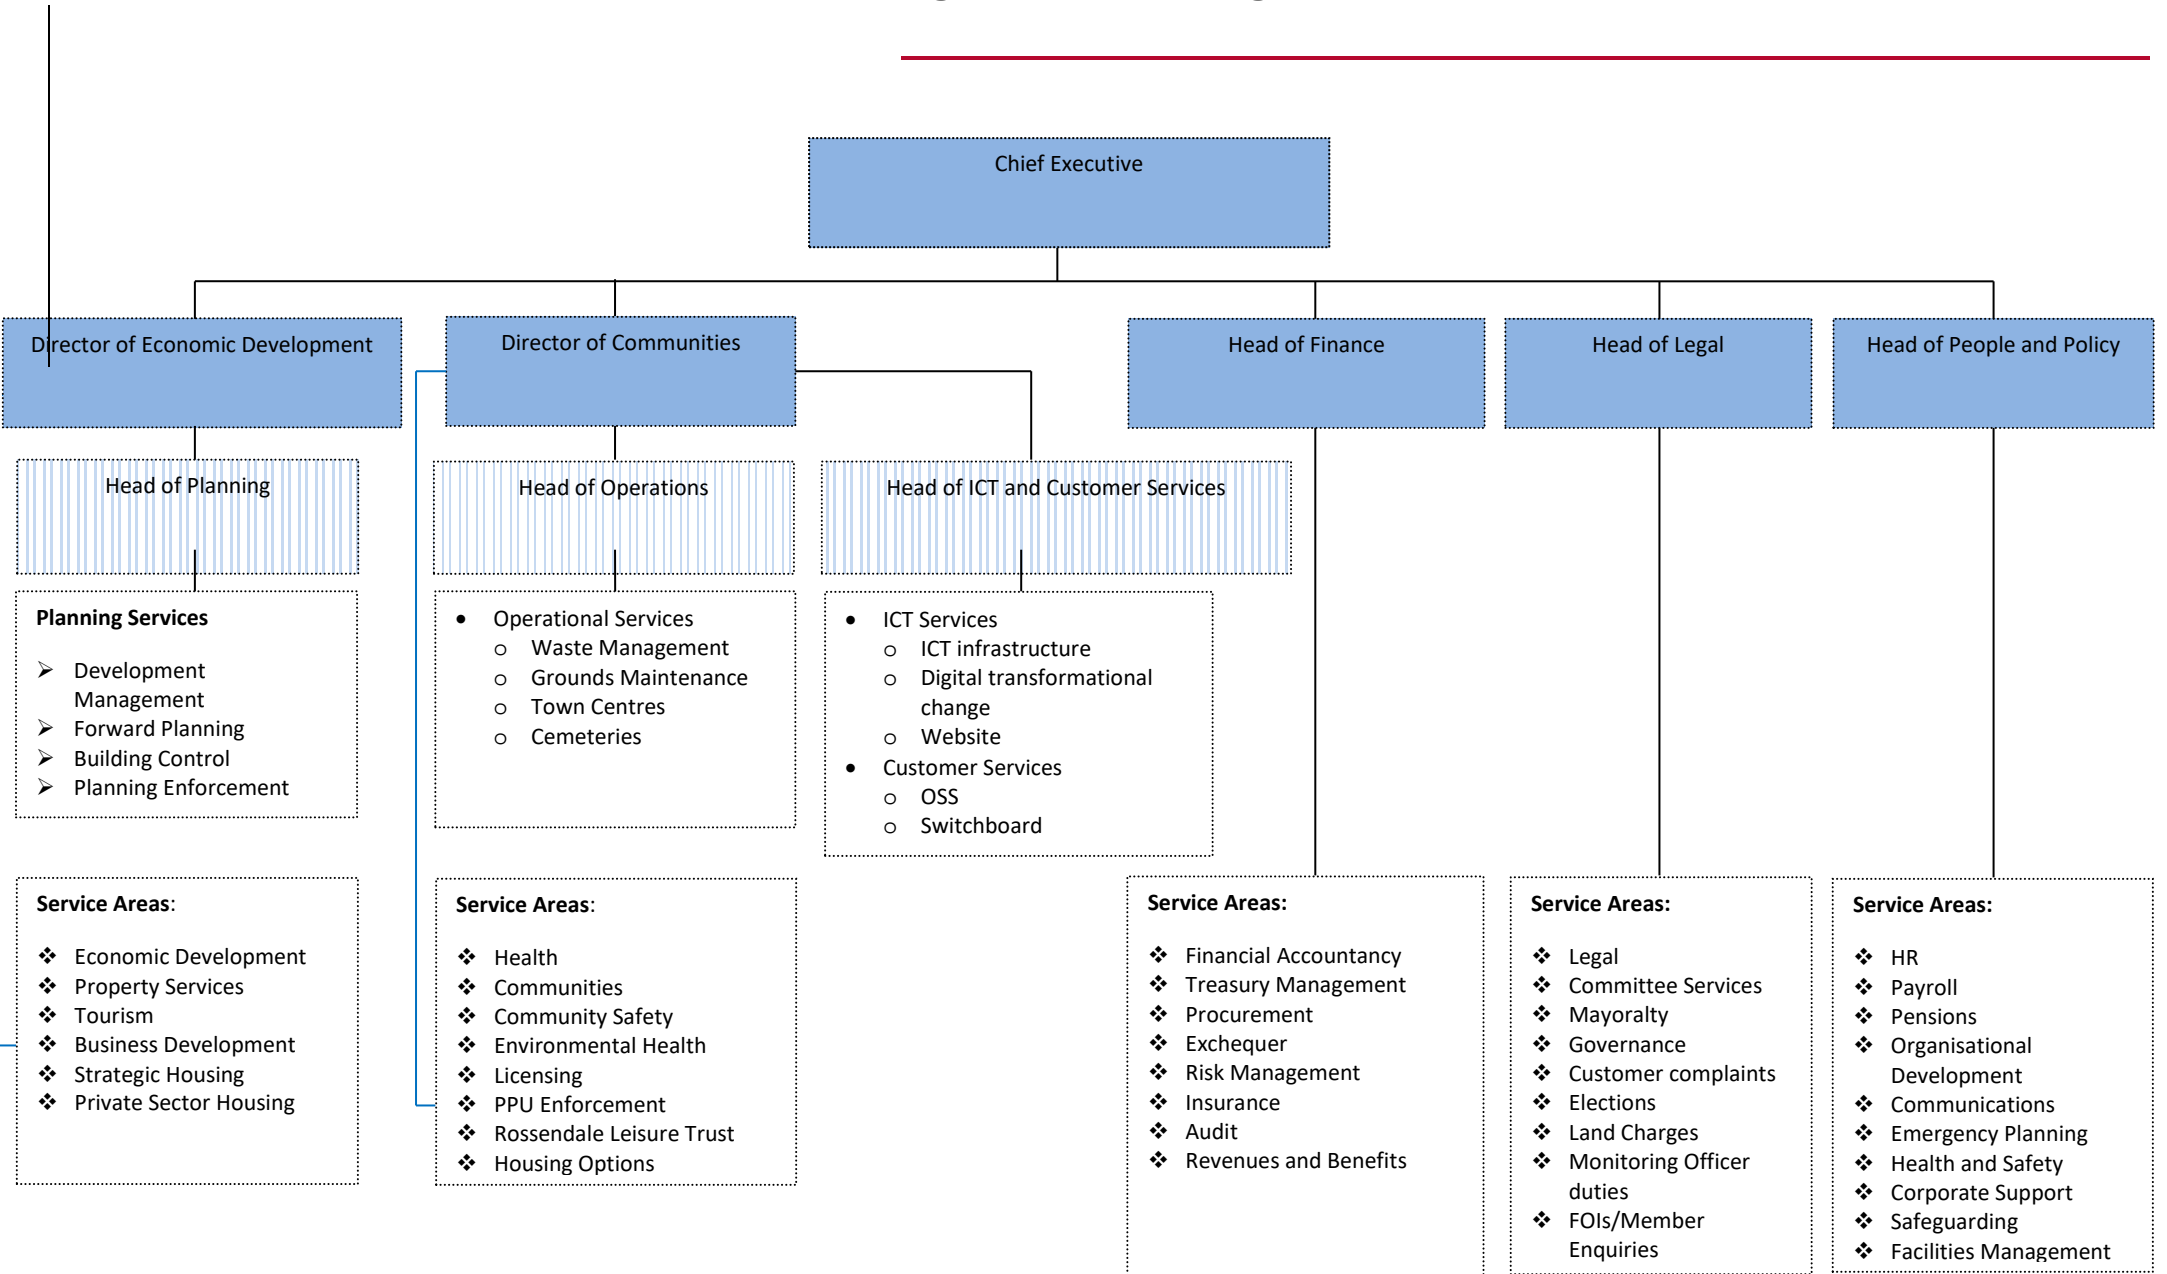 Chief Executive
Director of Economic Development
Director of Communities
Head of Finance
Head of Legal
Head of People and Policy
Head of Planning
Head of Operations
Head of ICT and Customer Services
Planning Services
➢ Development
Management
➢ Forward Planning
➢ Building Control
➢ Planning Enforcement
• Operational Services
o Waste Management
o Grounds Maintenance
o Town Centres
o Cemeteries
• ICT Services
o ICT infrastructure
o Digital transformational
change
o Website
• Customer Services
o OSS
o Switchboard
Service Areas:
❖ Economic Development
❖ Property Services
❖ Tourism
❖ Business Development
❖ Strategic Housing
❖ Private Sector Housing
Service Areas:
❖ Health
❖ Communities
❖ Community Safety
❖ Environmental Health
❖ Licensing
❖ PPU Enforcement
❖ Rossendale Leisure Trust
❖ Housing Options
Service Areas:
❖ Financial Accountancy
❖ Treasury Management
❖ Procurement
❖ Exchequer
❖ Risk Management
❖ Insurance
❖ Audit
❖ Revenues and Benefits
Service Areas:
❖ Legal
❖ Committee Services
❖ Mayoralty
❖ Governance
❖ Customer complaints
❖ Elections
❖ Land Charges
❖ Monitoring Officer
duties
❖ FOIs/Member
Enquiries
Service Areas:
❖ HR
❖ Payroll
❖ Pensions
❖ Organisational
Development
❖ Communications
❖ Emergency Planning
❖ Health and Safety
❖ Corporate Support
❖ Safeguarding
❖ Facilities Management